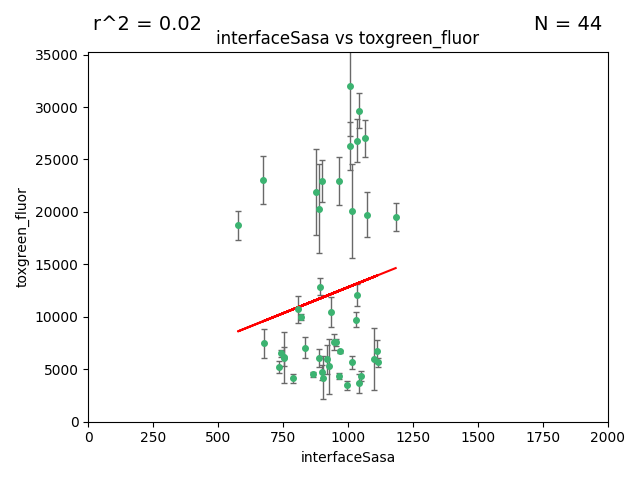 r^2 = 0.02
N = 44
interfaceSasa vs toxgreen_fluor
35000
30000
25000
20000
15000
10000
5000
0
toxgreen_fluor
0 250 500 750 1000 1250 1500 1750 2000
interfaceSasa